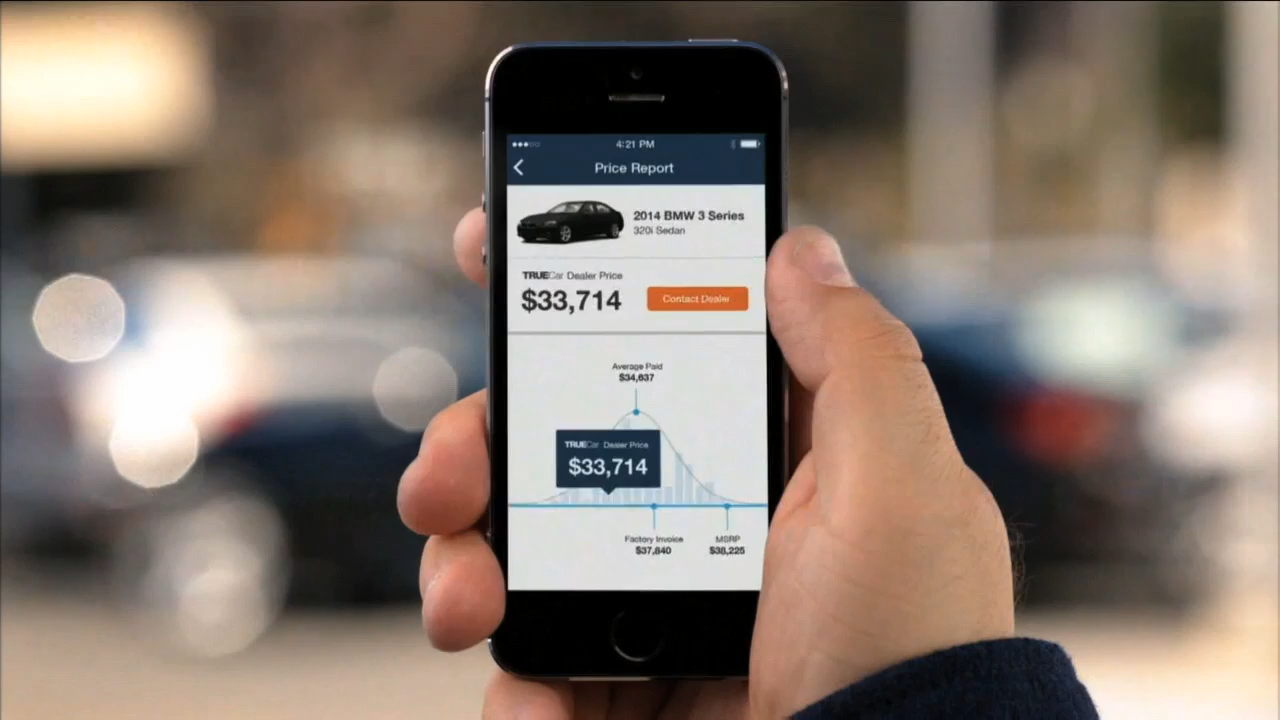 4:21 PM
Price Report
2014 BMW 3 Series
320i Sedan
TRUECar Dealer Price
$33,714
Contact Dealer
Average Paid
$34,637
TRUECar Dealer Price
$33,714
Factory Invoice
$37,840
MSRP
$38,225